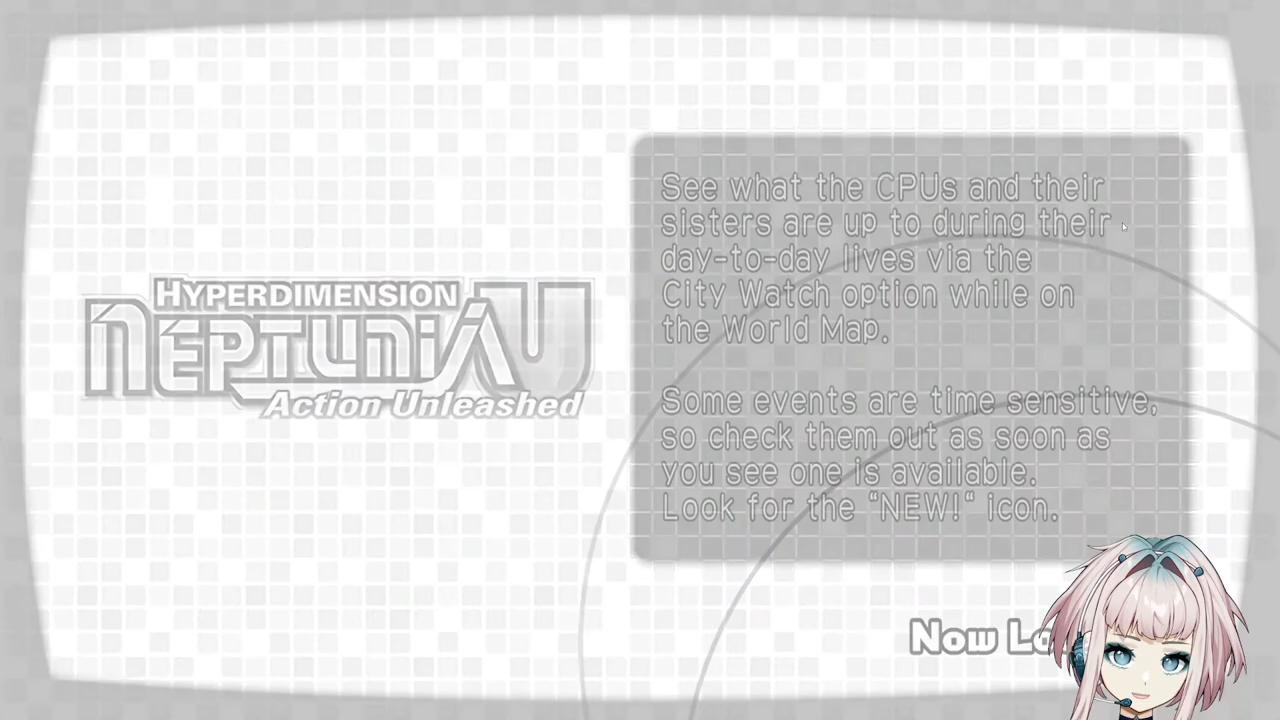 HYPERDIMENSION
NEPTUNIA U
Action Unleashed
See what the CPUs and their
sisters are up to during their
day-to-day lives via the
City Watch option while on
the World Map.
Some events are time sensitive,
so check them out as soon as
you see one is available.
Look for the “NEW!“ icon.
Now